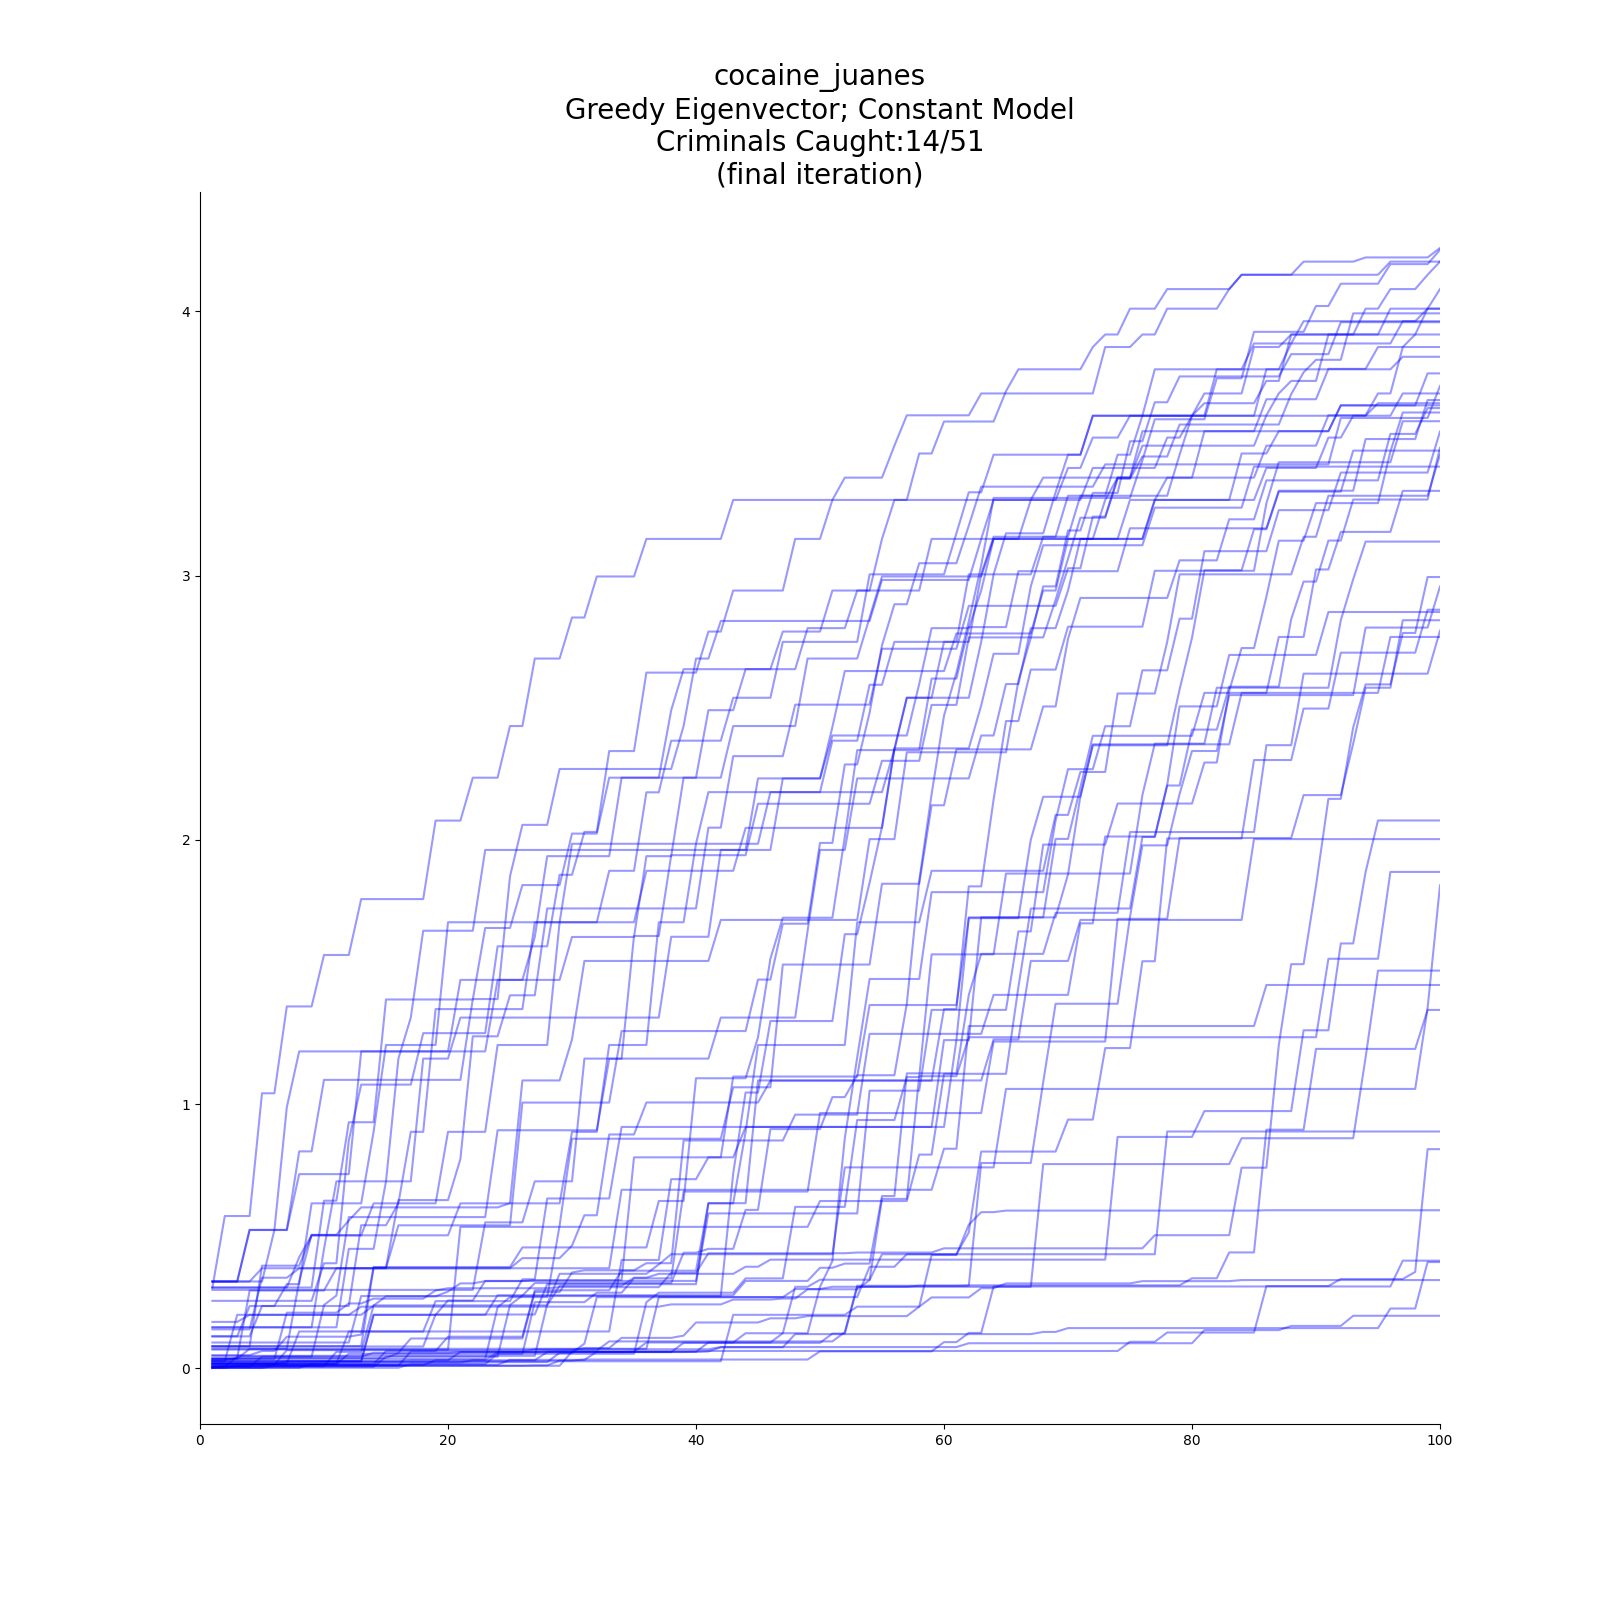 cocaine_juanes
Greedy Eigenvector; Constant Model
Criminals Caught:14/51
(final iteration)
4
3
2
1
0
0 20 40 60 80 100